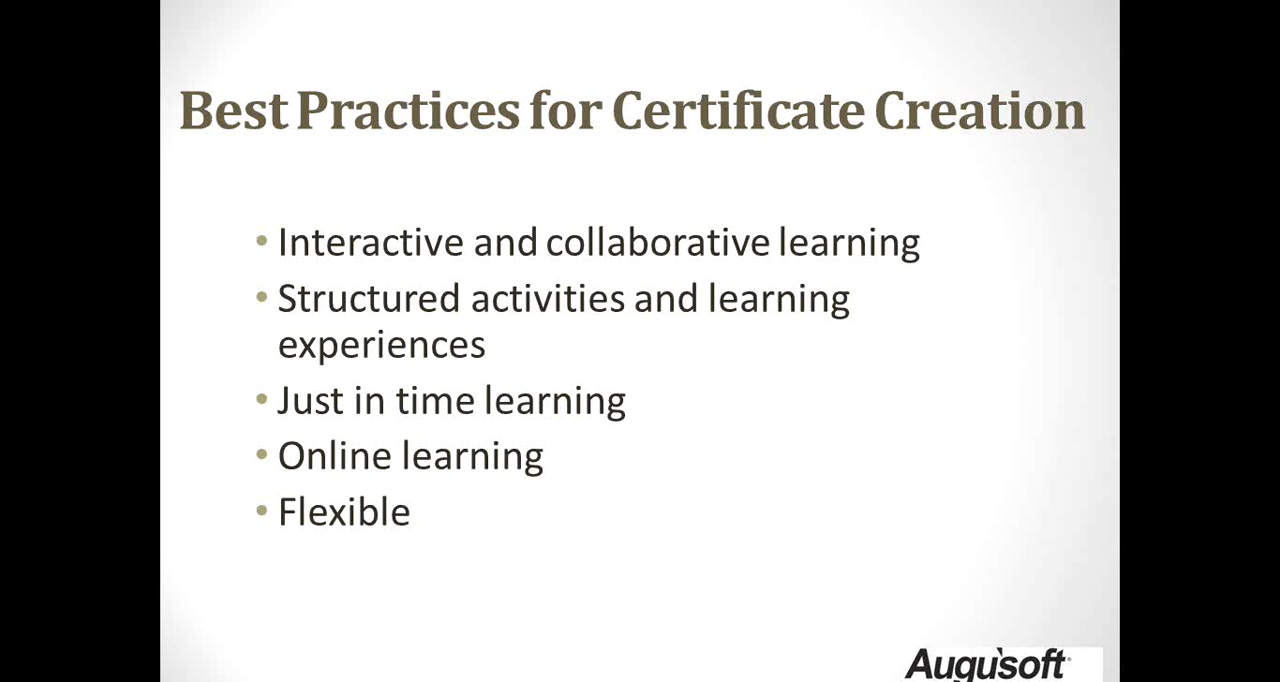 Best Practices for Certificate Creation
• Interactive and collaborative learning
• Structured activities and learning
experiences
• Just in time learning
• Online learning
• Flexible
Augusoft®